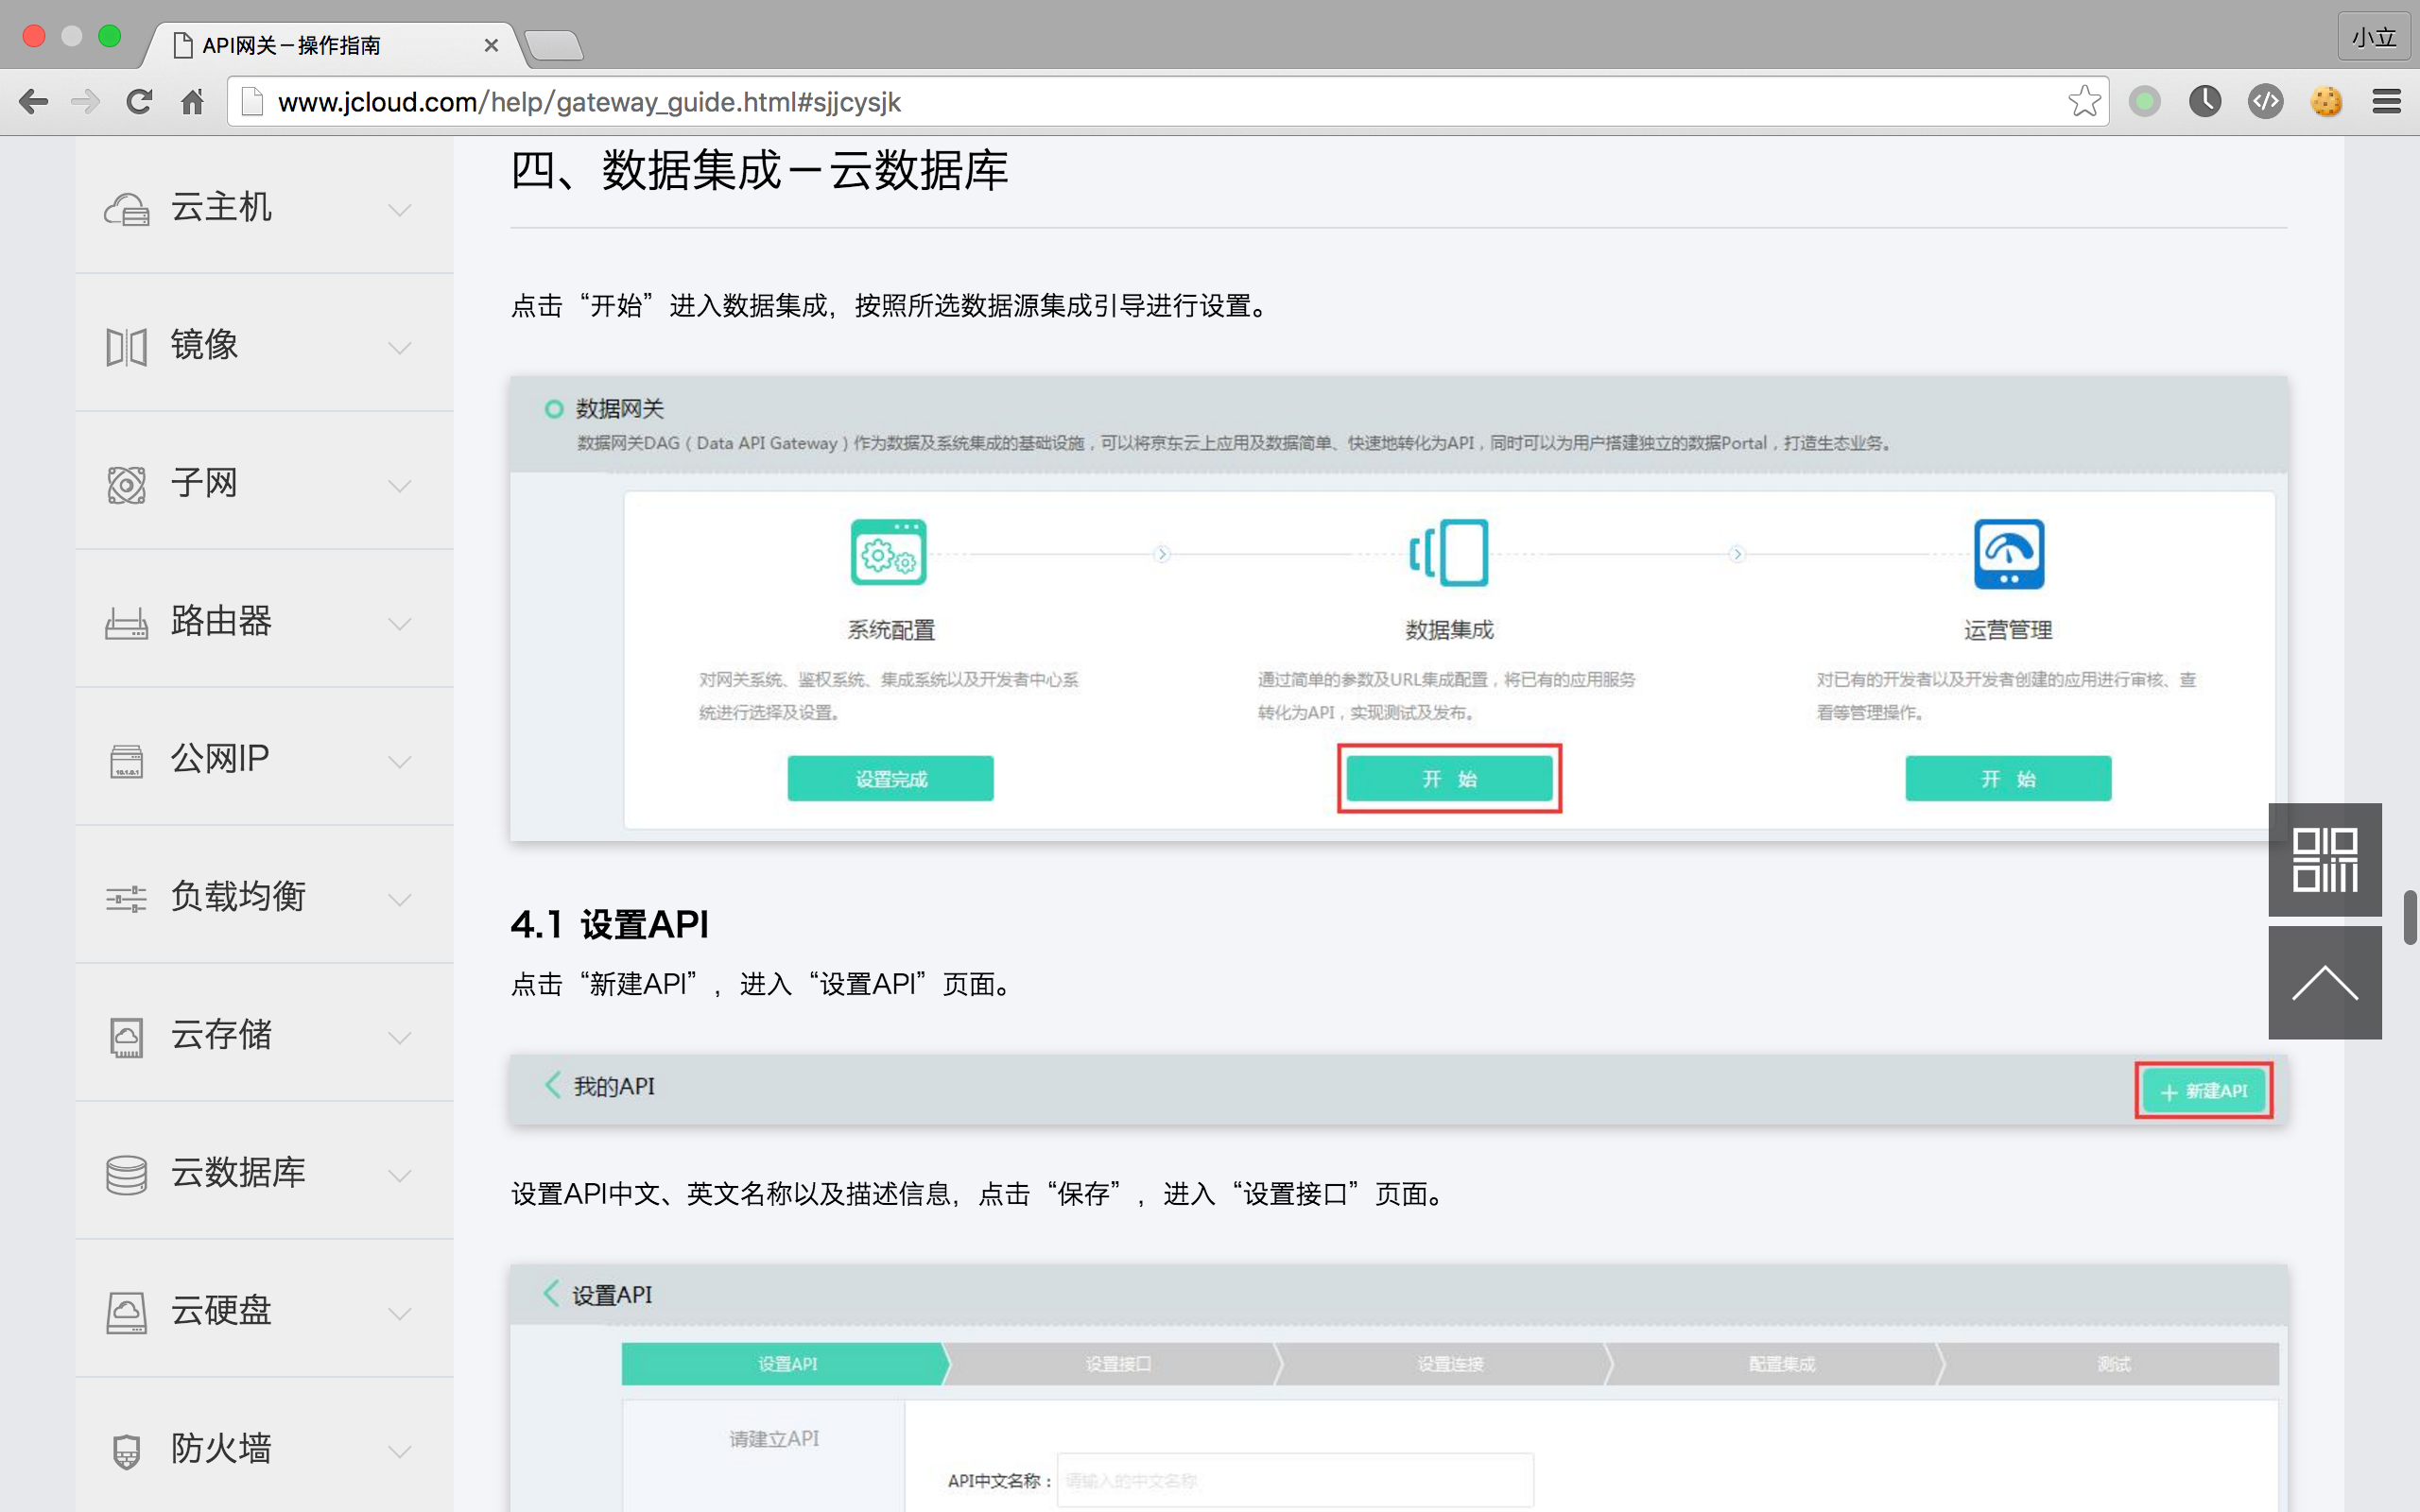 API网关－操作指南
小立
www.jcloud.com/help/gateway_guide.html#sjjcysjk
云主机
镜像
子网
路由器
公网IP
10.1.0.1
负载均衡
云存储
云数据库
云硬盘
防火墙
四、数据集成－云数据库
点击“开始”进入数据集成，按照所选数据源集成引导进行设置。
数据网关
数据网关DAG（Data API Gateway）作为数据及系统集成的基础设施，可以将京东云上应用及数据简单、快速地转化为API，同时可以为用户搭建独立的数据Portal，打造生态业务。
系统配置
对网关系统、鉴权系统、集成系统以及开发者中心系
统进行选择及设置。
设置完成
数据集成
通过简单的参数及URL集成配置，将已有的应用服务
转化为API，实现测试及发布。
开 始
运营管理
对已有的开发者以及开发者创建的应用进行审核、查
看等管理操作。
开 始
4.1 设置API
点击“新建API”，进入“设置API”页面。
我的API
＋ 新建API
设置API中文、英文名称以及描述信息，点击“保存”，进入“设置接口”页面。
设置API
设置API 设置接口 设置连接 配置集成 测试
请建立API
API中文名称： 请输入的中文名称